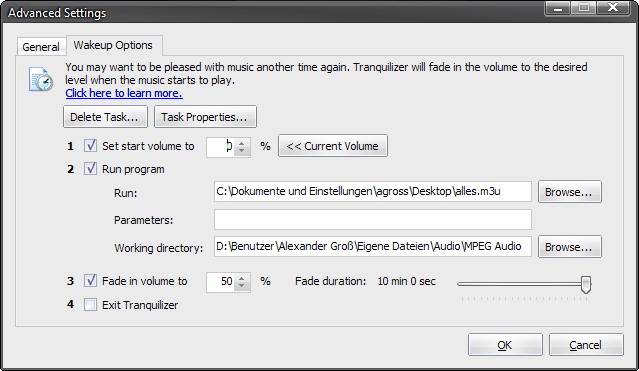 Advanced Settings
General
Wakeup Options
You may want to be pleased with music another time again. Tranquilizer will fade in the volume to the desired
level when the music starts to play.
Click here to learn more.
Delete Task...
Task Properties...
1 Set start volume to 0 % << Current Volume
2 Run program
Run: C:\Dokumente und Einstellungen\agross\Desktop\alles.m3u Browse...
Parameters:
Working directory: D:\Benutzer\Alexander Groß\Eigene Dateien\Audio\MPEG Audio Browse...
3 Fade in volume to 50 % Fade duration: 10 min 0 sec
4 Exit Tranquilizer
OK
Cancel